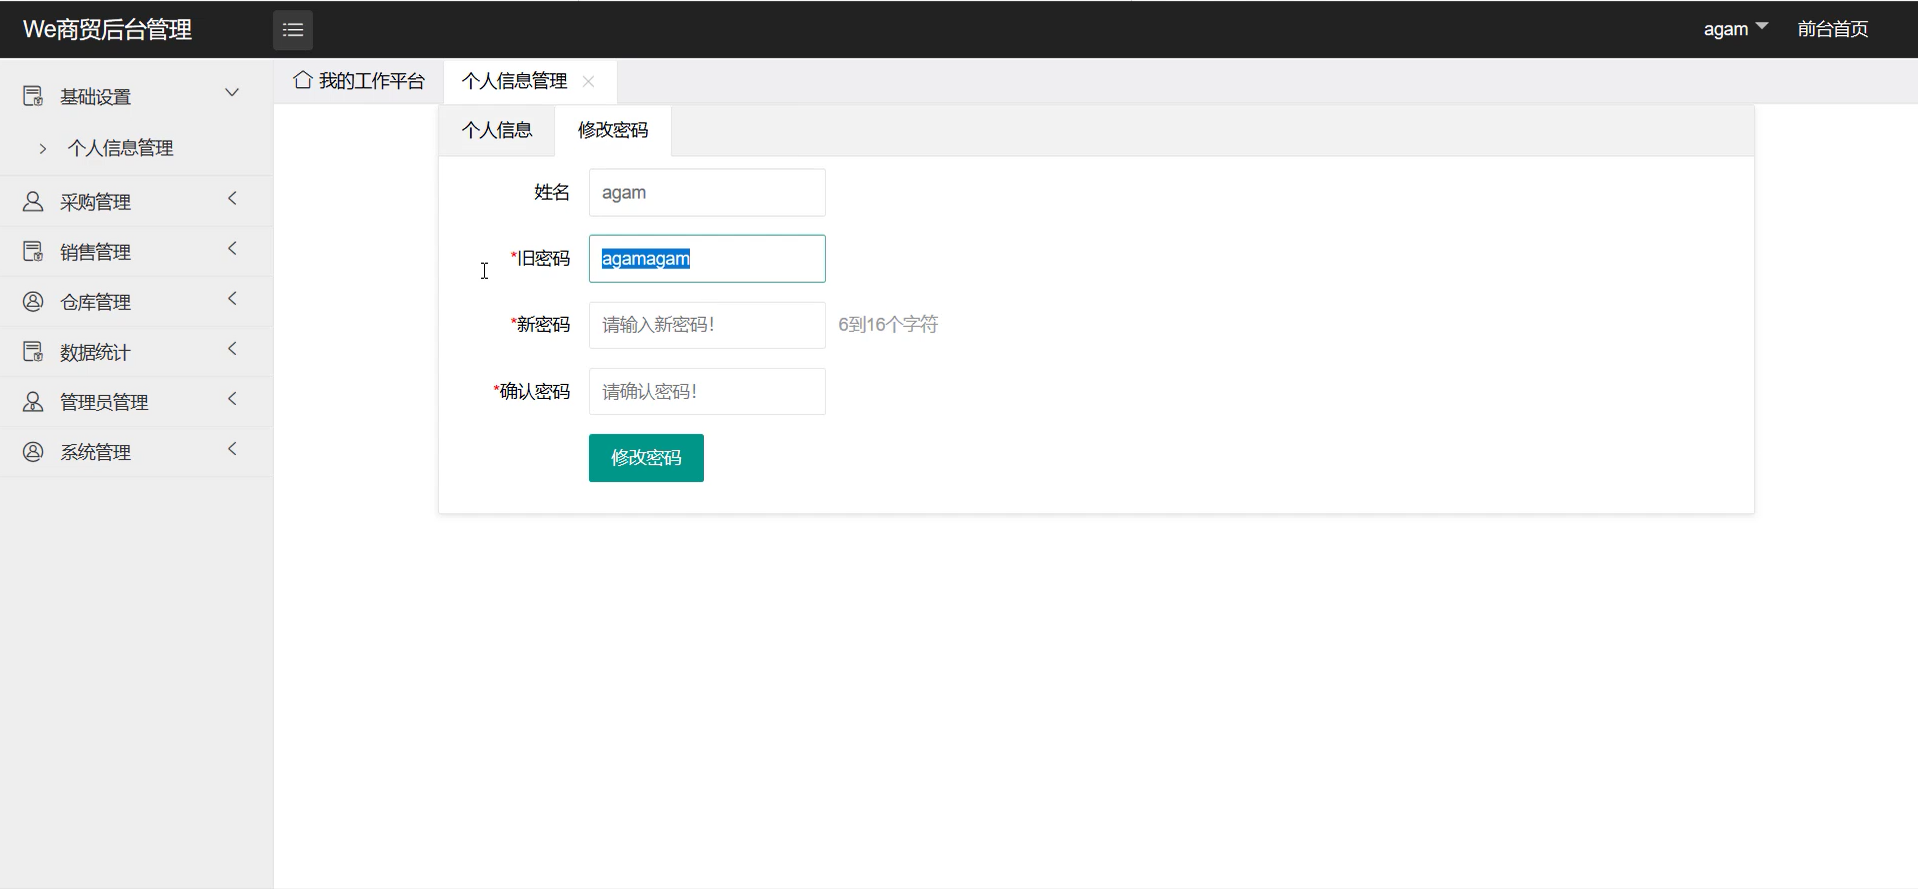 We商贸后台管理
agam
前台首页
基础设置
个人信息管理
采购管理
销售管理
仓库管理
数据统计
管理员管理
系统管理
我的工作平台
个人信息管理
个人信息
修改密码
姓名
agam
*旧密码
agamagam
*新密码
请输入新密码!
6到16个字符
*确认密码
请确认密码!
修改密码